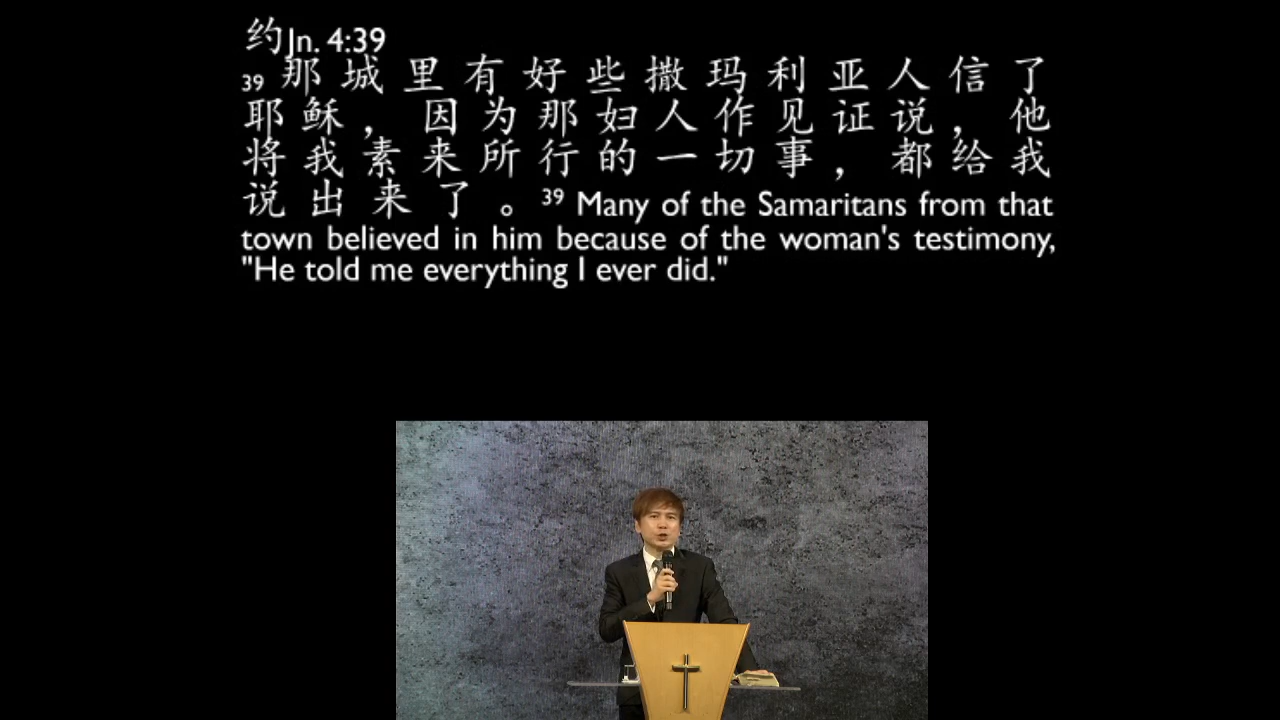 约Jn. 4:39
39 那城里有好些撒玛利亚人信了
耶稣，因为那妇人作见证说，他
将我素来所行的一切事，都给我
说出来了。39 Many of the Samaritans from that
town believed in him because of the woman's testimony,
"He told me everything I ever did."